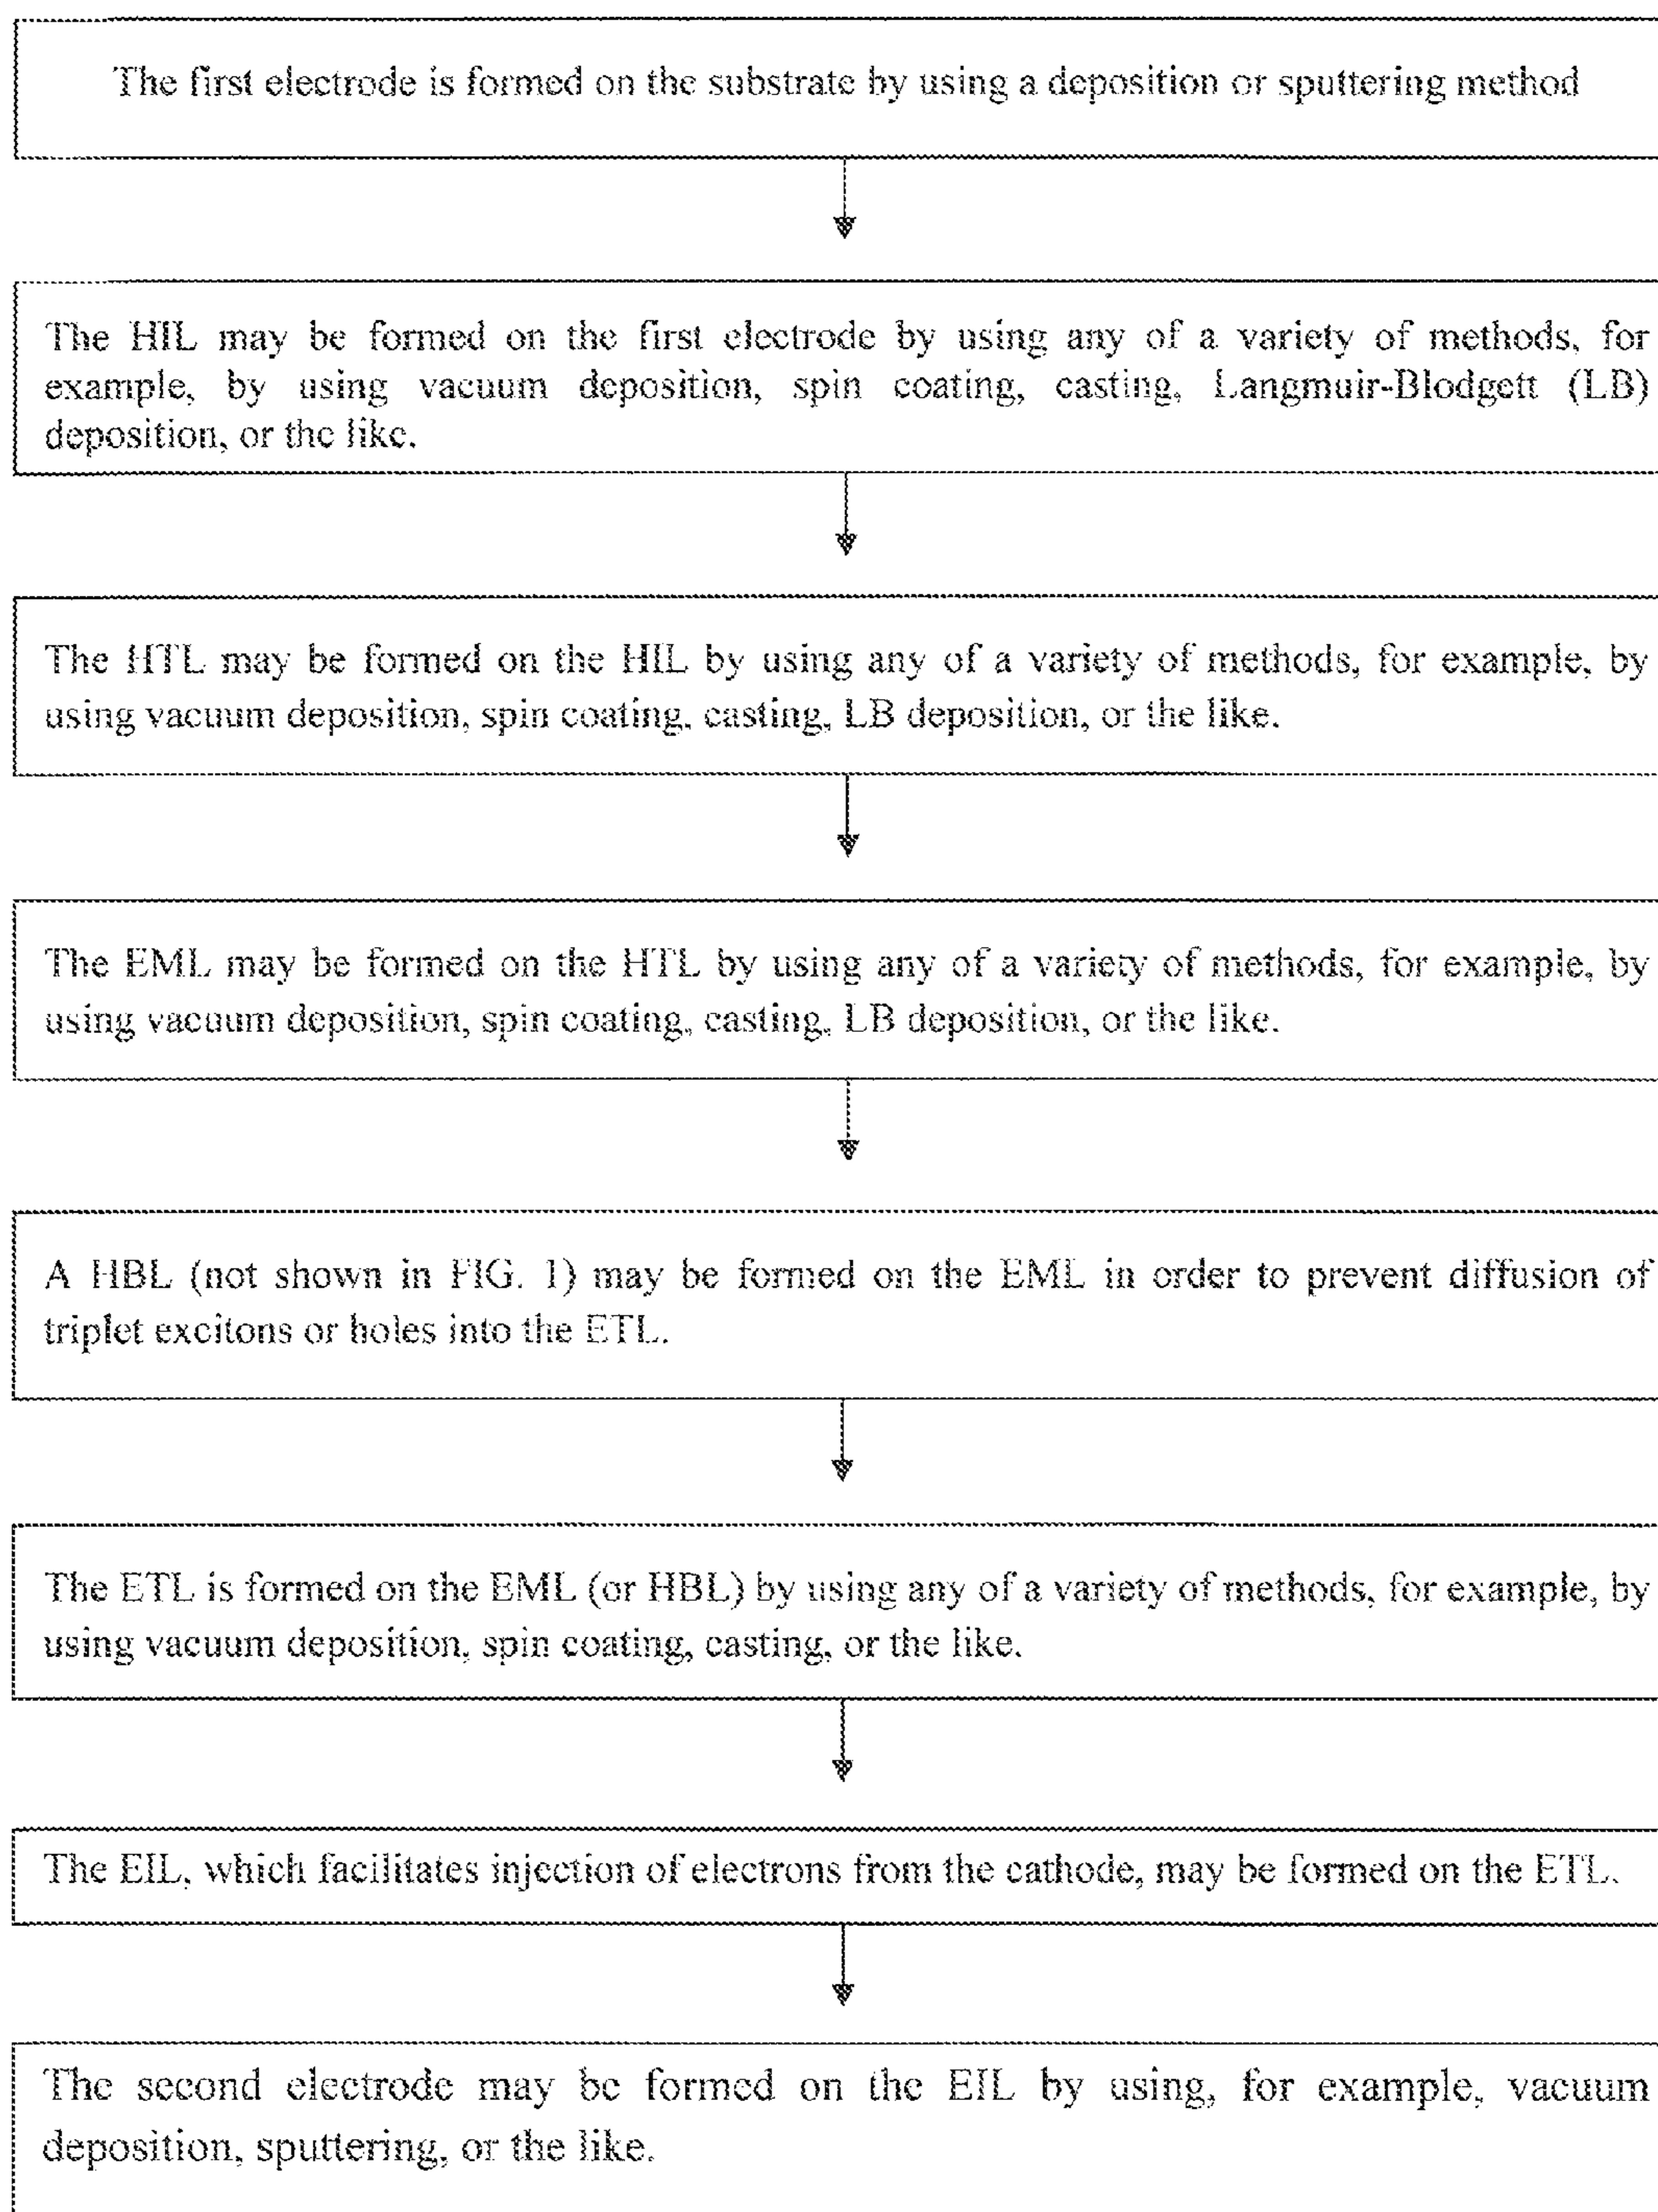 The first electrode is formed on the substrate by using a deposition or sputtering method
The HIL may be formed on the first electrode by using any of a variety of methods, for
example, by using vacuum deposition, spin coating, casting, Langmuir-Blodgett (LB)
deposition, or the like.
The HTL may be formed on the HIL by using any of a variety of methods, for example, by
using vacuum deposition, spin coating, casting, LB deposition, or the like.
The EML may be formed on the HTL by using any of a variety of methods, for example, by
using vacuum deposition, spin coating, casting, LB deposition, or the like.
A HBL (not shown in FIG. 1) may be formed on the EML in order to prevent diffusion of
triplet excitons or holes into the ETL.
The ETL is formed on the EML (or HBL) by using any of a variety of methods, for example, by
using vacuum deposition, spin coating, casting, or the like.
The EIL, which facilitates injection of electrons from the cathode, may be formed on the ETL.
The second electrode may be formed on the EIL by using, for example, vacuum
deposition, sputtering, or the like.